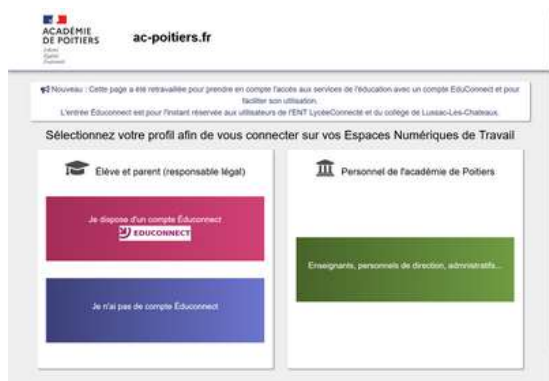 ACADÉMIE
DE POITIERS
Liberté
Égalité
Fraternité
ac-poitiers.fr
Nouveau : Cette page a été retravaillée pour prendre en compte l'accès aux services de l'éducation avec un compte EduConnect et pour
faciliter son utilisation.
L'entrée Éduconnect est pour l'instant réservée aux utilisateurs de l'ENT LycéeConnecté et du collège de Lussac-Les-Chateaux.
Sélectionnez votre profil afin de vous connecter sur vos Espaces Numériques de Travail
Élève et parent (responsable légal)
Je dispose d'un compte Éduconnect
EDUCONNECT
Je n'ai pas de compte Éduconnect
Personnel de l'académie de Poitiers
Enseignants, personnels de direction, administratifs...